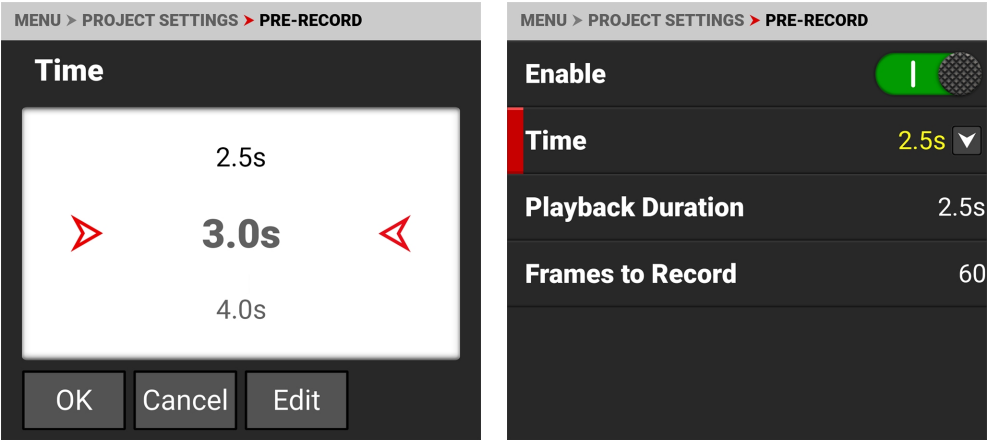 MENU > PROJECT SETTINGS > PRE-RECORD
Time
2.5s
3.0s
4.0s
OK Cancel Edit
MENU > PROJECT SETTINGS > PRE-RECORD
Enable
Time 2.5s
Playback Duration 2.5s
Frames to Record 60